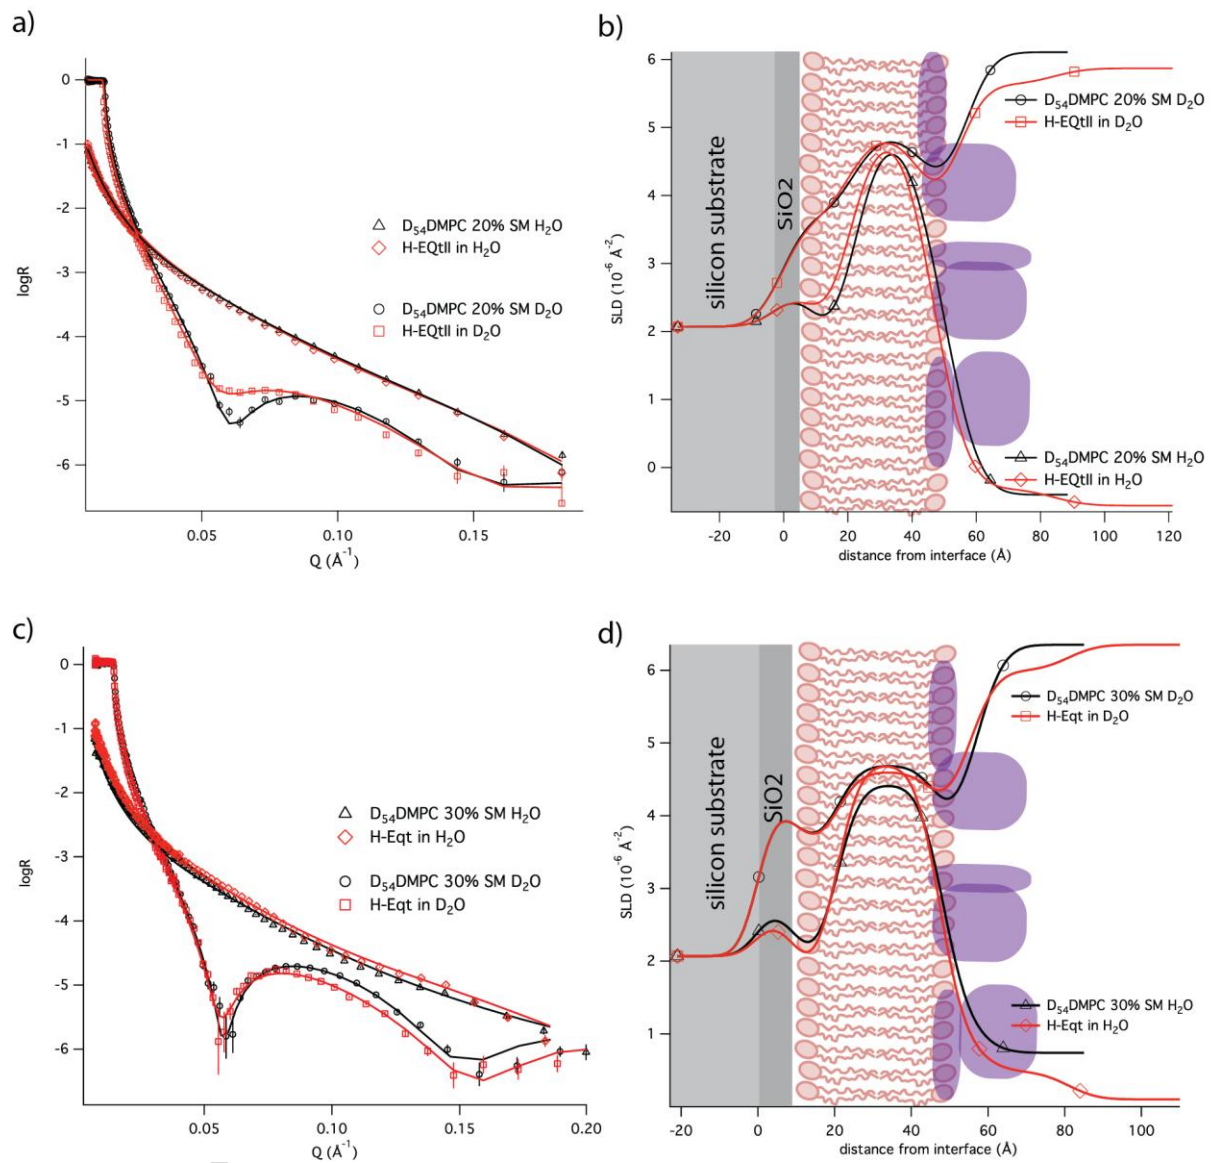 a)
logR
0
-1
-2
-3
-4
-5
-6
0.05
0.10
0.15
Q (Å⁻¹)
D₅₄DMPC 20% SM H₂O
H-EQtII in H₂O
D₅₄DMPC 20% SM D₂O
H-EQtII in D₂O
b)
SLD (10⁻⁶ Å⁻²)
6
5
4
3
2
1
0
-20
0
20
40
60
80
100
120
distance from interface (Å)
silicon substrate
SiO2
D₅₄DMPC 20% SM D₂O
H-EQtII in D₂O
D₅₄DMPC 20% SM H₂O
H-EQtII in H₂O
c)
logR
0
-1
-2
-3
-4
-5
-6
0.05
0.10
0.15
0.20
Q (Å⁻¹)
D₅₄DMPC 30% SM H₂O
H-Eqt in H₂O
D₅₄DMPC 30% SM D₂O
H-Eqt in D₂O
d)
SLD (10⁻⁶ Å⁻²)
6
5
4
3
2
1
-20
0
20
40
60
80
100
distance from interface (Å)
silicon substrate
SiO2
D₅₄DMPC 30% SM D₂O
H-Eqt in D₂O
D₅₄DMPC 30% SM H₂O
H-Eqt in H₂O